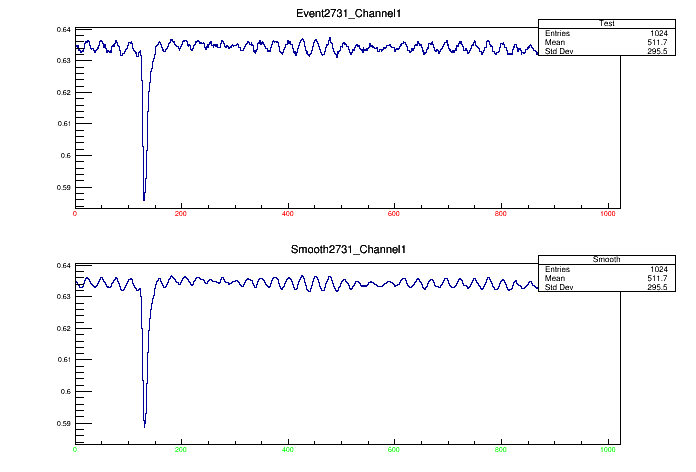 Event2731_Channel1
Test
Entries 1024
Mean 511.7
Std Dev 295.5
0.64
0.63
0.62
0.61
0.6
0.59
0 200 400 600 800 1000
Smooth2731_Channel1
Smooth
Entries 1024
Mean 511.7
Std Dev 295.5
0.64
0.63
0.62
0.61
0.6
0.59
0 200 400 600 800 1000